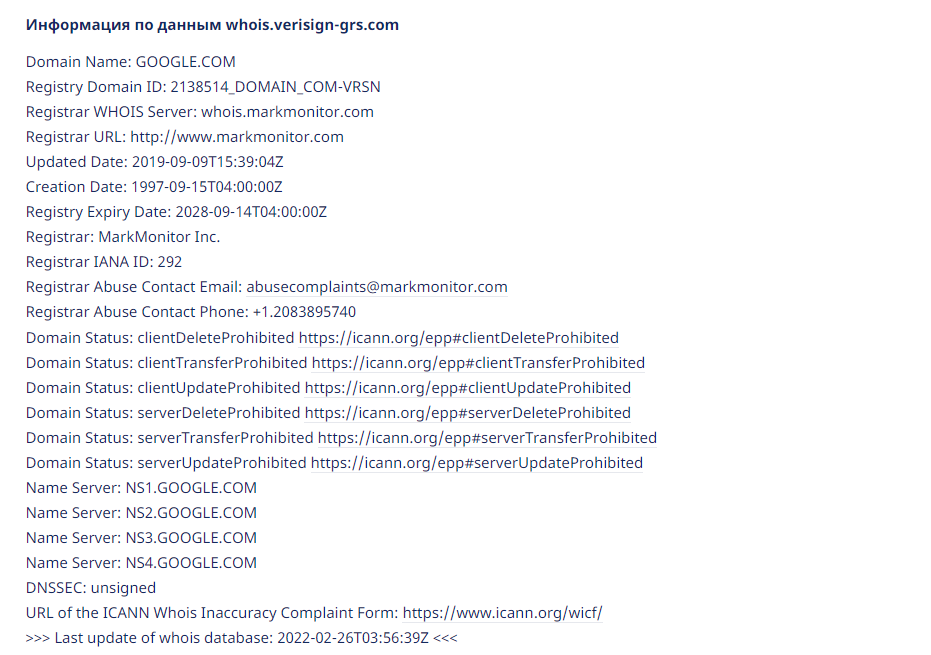 Информация по данным whois.verisign-grs.com
Domain Name: GOOGLE.COM
Registry Domain ID: 2138514_DOMAIN_COM-VRSN
Registrar WHOIS Server: whois.markmonitor.com
Registrar URL: http://www.markmonitor.com
Updated Date: 2019-09-09T15:39:04Z
Creation Date: 1997-09-15T04:00:00Z
Registry Expiry Date: 2028-09-14T04:00:00Z
Registrar: MarkMonitor Inc.
Registrar IANA ID: 292
Registrar Abuse Contact Email: abusecomplaints@markmonitor.com
Registrar Abuse Contact Phone: +1.2083895740
Domain Status: clientDeleteProhibited https://icann.org/epp#clientDeleteProhibited
Domain Status: clientTransferProhibited https://icann.org/epp#clientTransferProhibited
Domain Status: clientUpdateProhibited https://icann.org/epp#clientUpdateProhibited
Domain Status: serverDeleteProhibited https://icann.org/epp#serverDeleteProhibited
Domain Status: serverTransferProhibited https://icann.org/epp#serverTransferProhibited
Domain Status: serverUpdateProhibited https://icann.org/epp#serverUpdateProhibited
Name Server: NS1.GOOGLE.COM
Name Server: NS2.GOOGLE.COM
Name Server: NS3.GOOGLE.COM
Name Server: NS4.GOOGLE.COM
DNSSEC: unsigned
URL of the ICANN Whois Inaccuracy Complaint Form: https://www.icann.org/wicf/
>>> Last update of whois database: 2022-02-26T03:56:39Z <<<